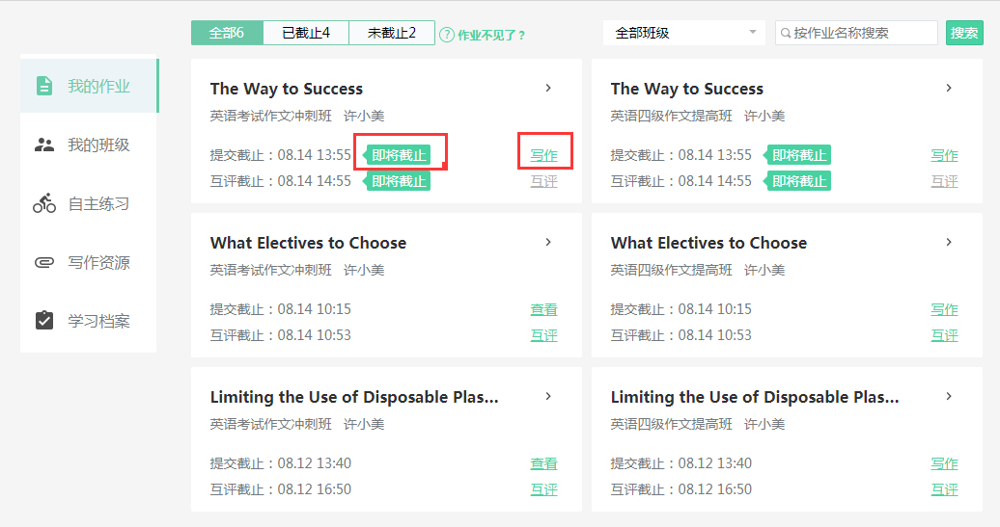 全部6 已截止4 未截止2 ? 作业不见了？ 全部班级 按作业名称搜索 搜索
我的作业
我的班级
自主练习
写作资源
学习档案
The Way to Success
英语考试作文冲刺班 许小美
提交截止：08.14 13:55 即将截止 写作
互评截止：08.14 14:55 即将截止 互评
The Way to Success
英语四级作文提高班 许小美
提交截止：08.14 13:55 即将截止 写作
互评截止：08.14 14:55 即将截止 互评
What Electives to Choose
英语考试作文冲刺班 许小美
提交截止：08.14 10:15 查看
互评截止：08.14 10:53 互评
What Electives to Choose
英语四级作文提高班 许小美
提交截止：08.14 10:15 写作
互评截止：08.14 10:53 互评
Limiting the Use of Disposable Plas...
英语考试作文冲刺班 许小美
提交截止：08.12 13:40 查看
互评截止：08.12 16:50 互评
Limiting the Use of Disposable Plas...
英语四级作文提高班 许小美
提交截止：08.12 13:40 写作
互评截止：08.12 16:50 互评